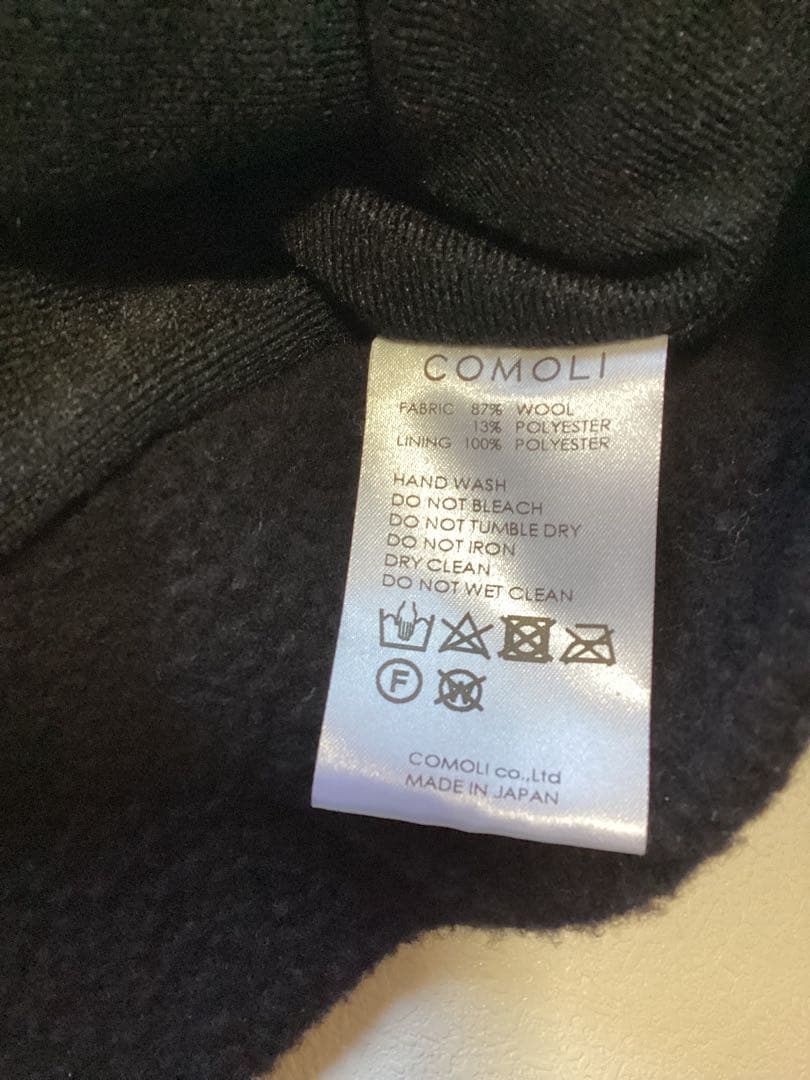 COMOLI
FABRIC 87% WOOL
13% POLYESTER
LINING 100% POLYESTER
HAND WASH
DO NOT BLEACH
DO NOT TUMBLE DRY
DO NOT IRON
DRY CLEAN
DO NOT WET CLEAN
F W
COMOLI co.,Ltd
MADE IN JAPAN